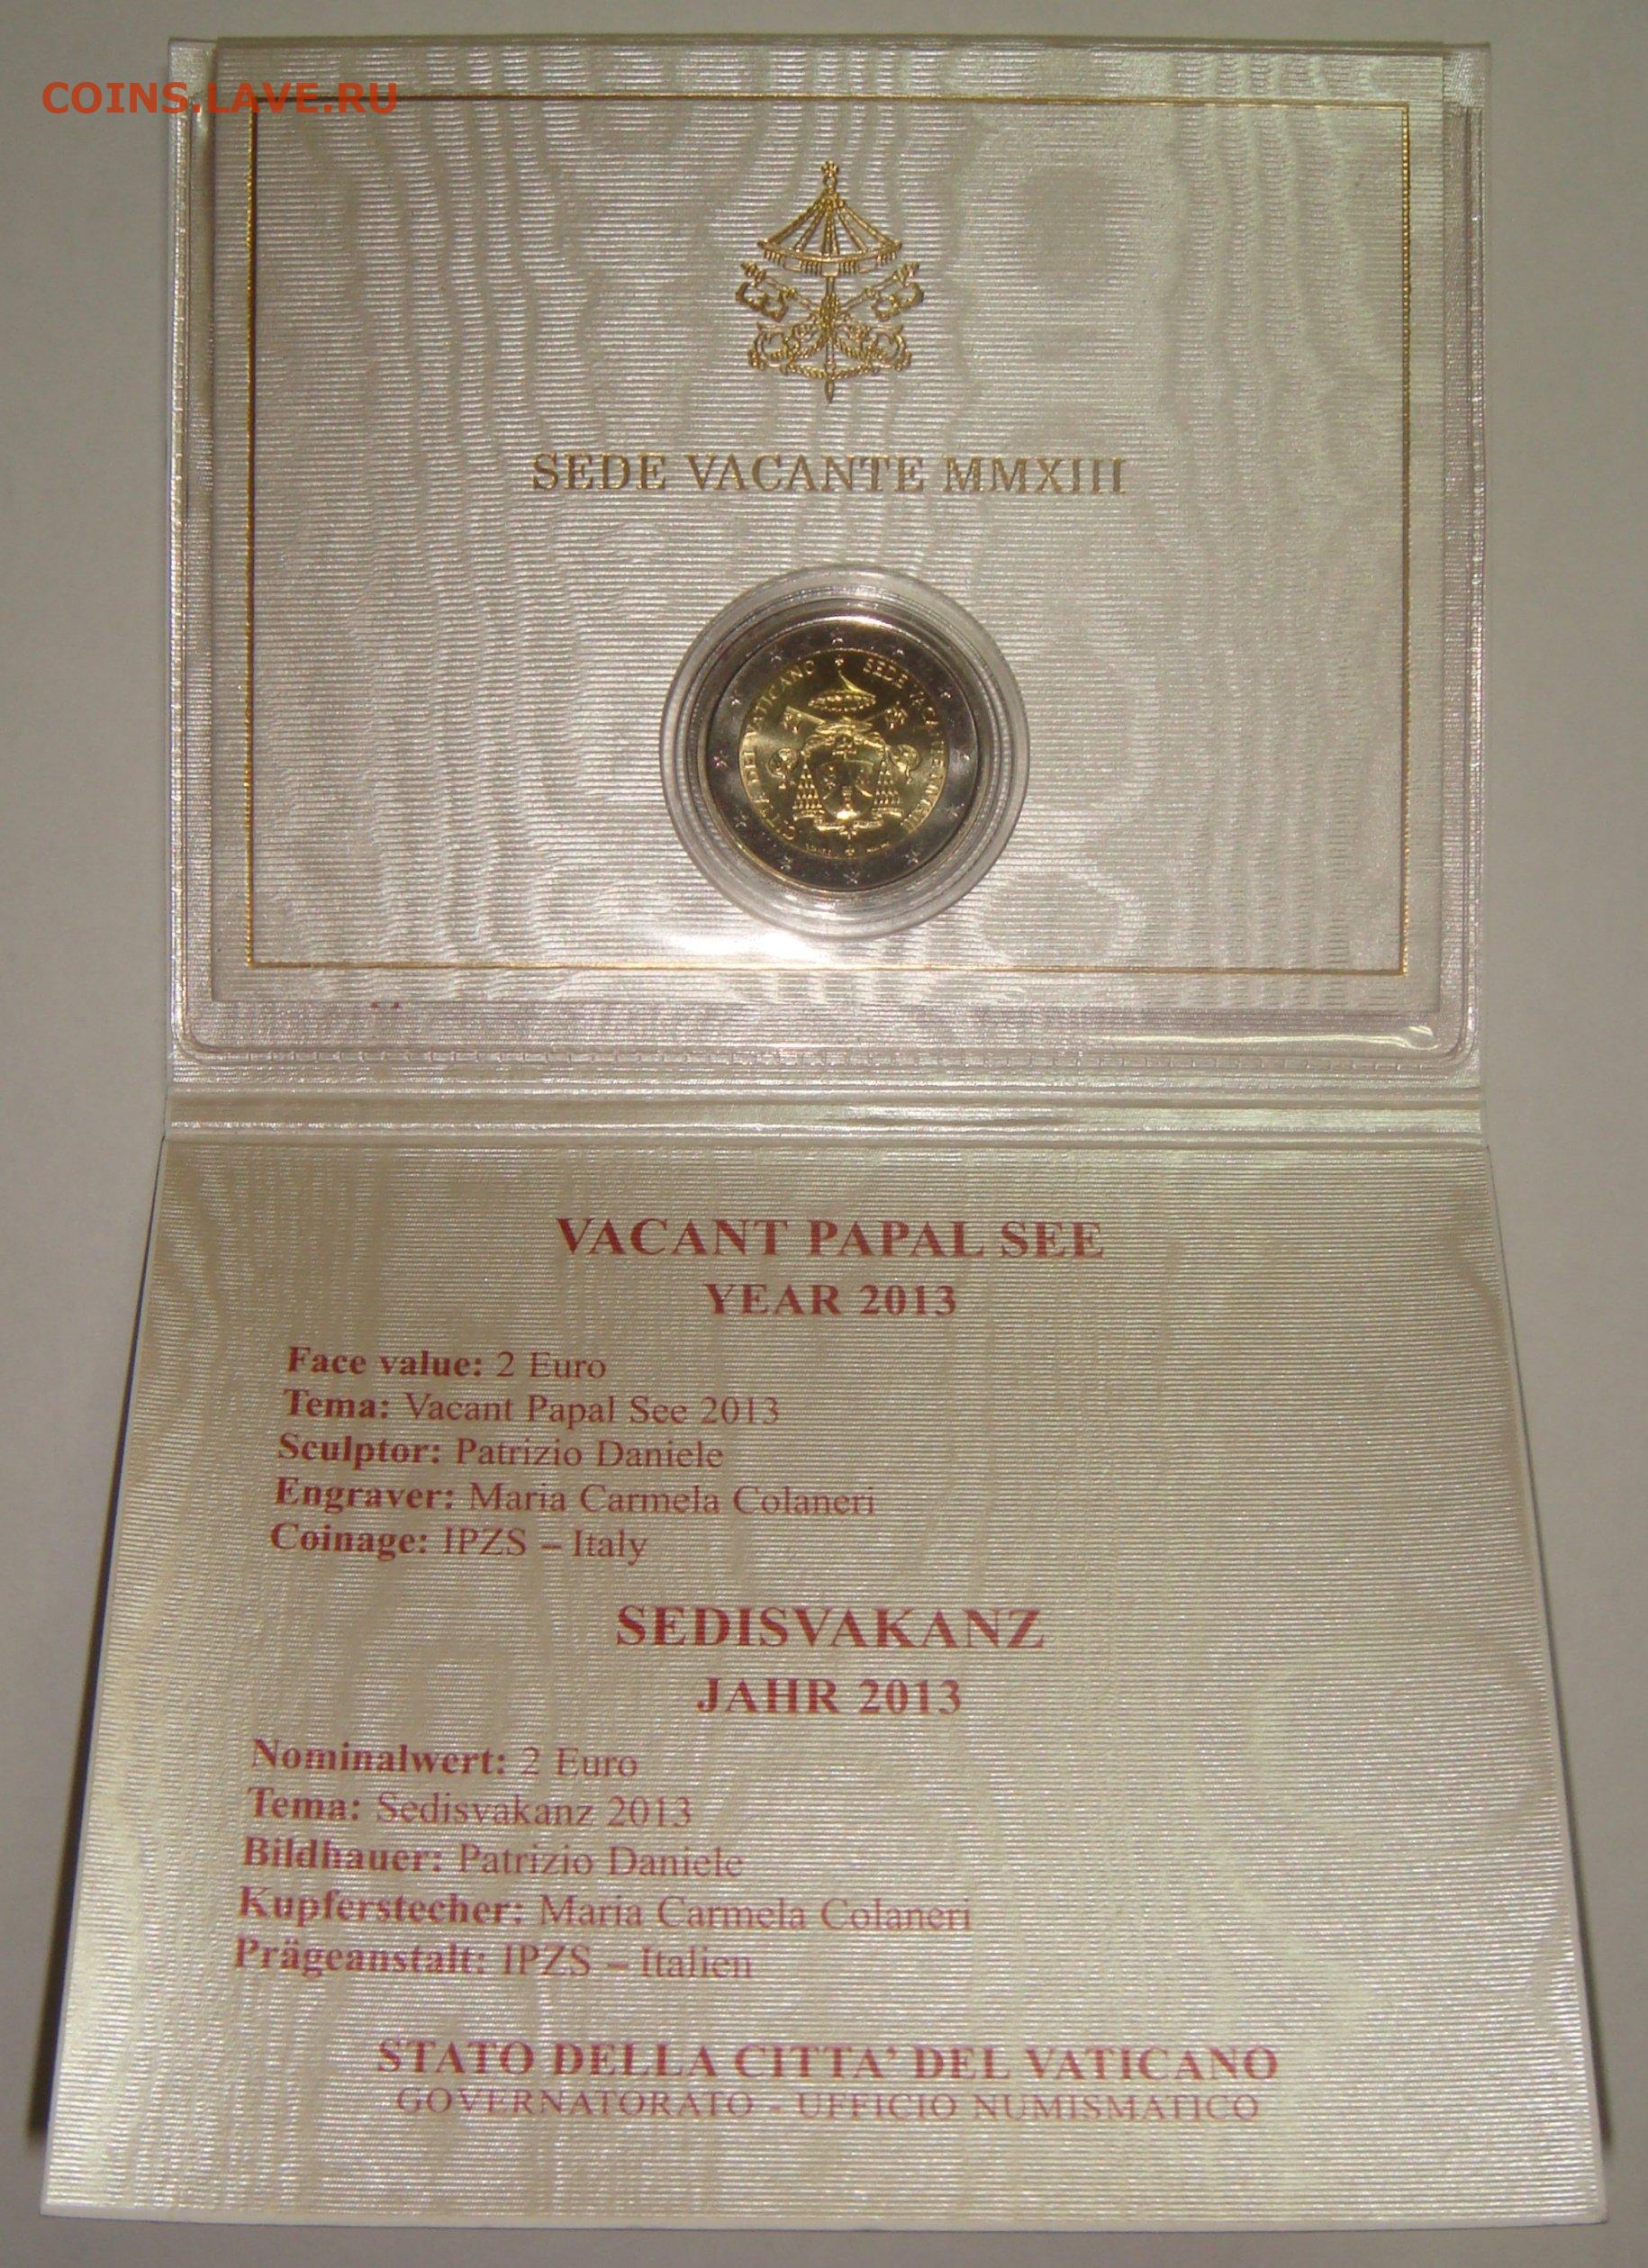 COINS.LAVE.RU
SEDE VACANTE MMXIII
CITTA' DEL VATICANO • SEDE VACANTE
VACANT PAPAL SEE
YEAR 2013
Face value: 2 Euro
Tema: Vacant Papal See 2013
Sculptor: Patrizio Daniele
Engraver: Maria Carmela Colaneri
Coinage: IPZS – Italy
SEDISVAKANZ
JAHR 2013
Nominalwert: 2 Euro
Tema: Sedisvakanz 2013
Bildhauer: Patrizio Daniele
Kupferstecher: Maria Carmela Colaneri
Prägeanstalt: IPZS – Italien
STATO DELLA CITTA' DEL VATICANO
GOVERNATORATO - UFFICIO NUMISMATICO